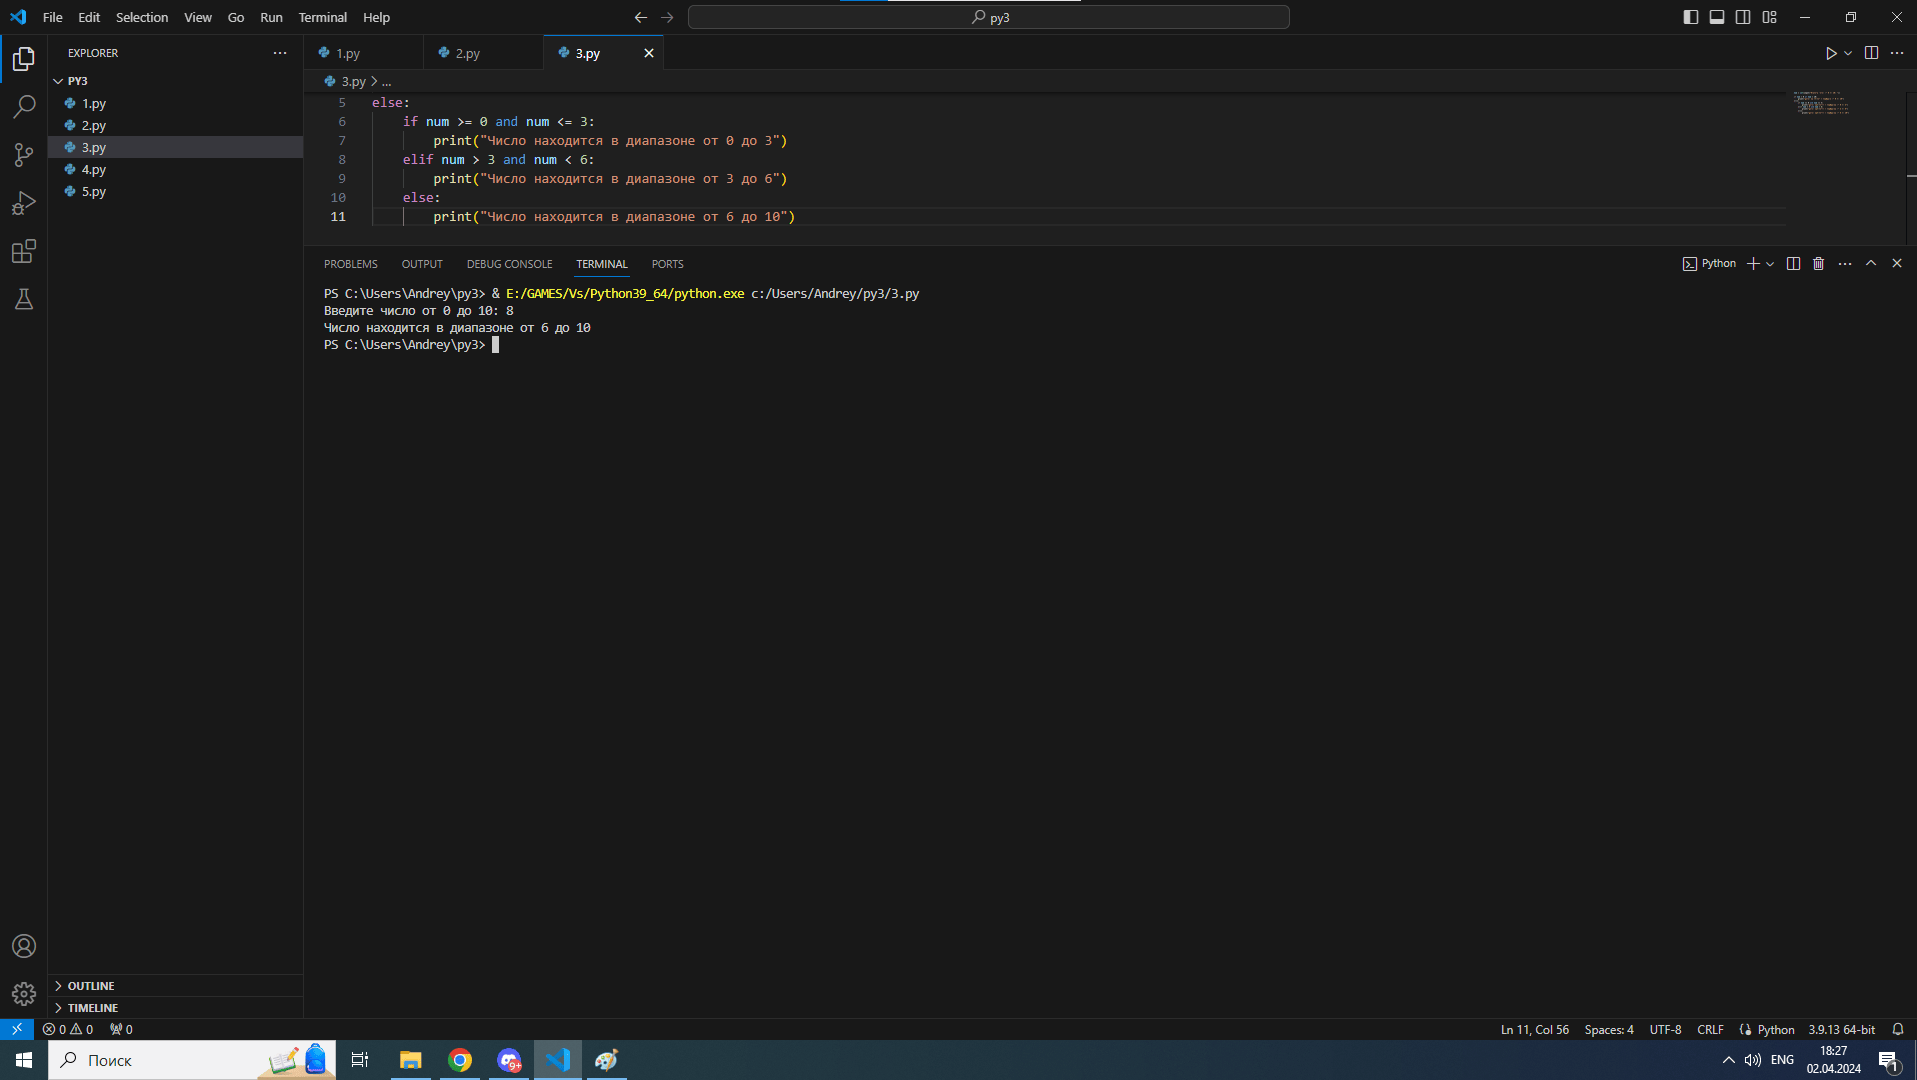 File Edit Selection View Go Run Terminal Help
py3
EXPLORER
PY3
1.py
2.py
3.py
4.py
5.py
OUTLINE
TIMELINE
1.py 2.py 3.py
3.py > ...
5 else:
6 if num >= 0 and num <= 3:
7 print("Число находится в диапазоне от 0 до 3")
8 elif num > 3 and num < 6:
9 print("Число находится в диапазоне от 3 до 6")
10 else:
11 print("Число находится в диапазоне от 6 до 10")
PROBLEMS OUTPUT DEBUG CONSOLE TERMINAL PORTS
Python
PS C:\Users\Andrey\py3> & E:/GAMES/Vs/Python39_64/python.exe c:/Users/Andrey/py3/3.py
Введите число от 0 до 10: 8
Число находится в диапазоне от 6 до 10
PS C:\Users\Andrey\py3>
0 0 0
Ln 11, Col 56 Spaces: 4 UTF-8 CRLF Python 3.9.13 64-bit
Поиск
9+
ENG
18:27
02.04.2024
1